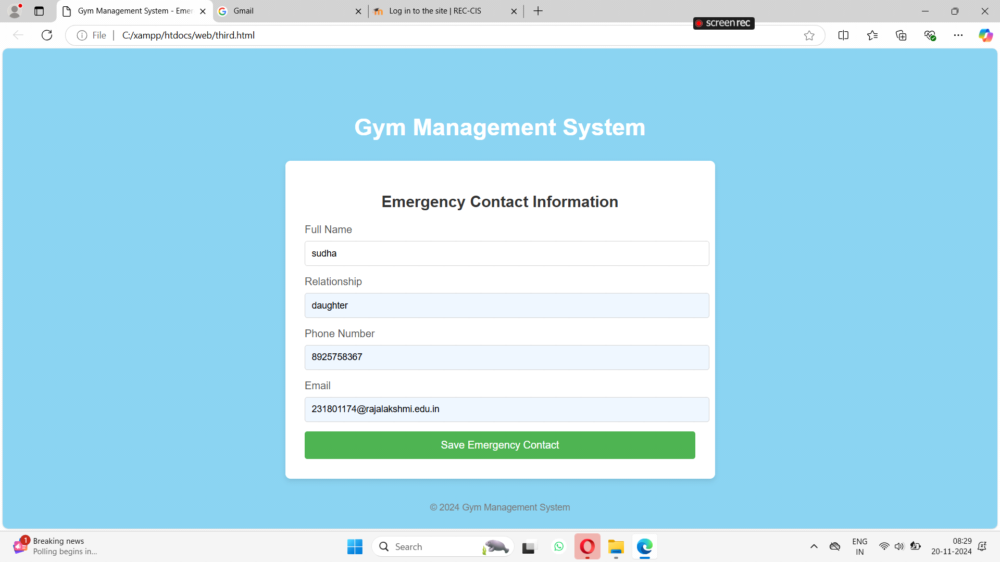 Gym Management System - Emer
Gmail
Log in to the site | REC-CIS
screenrec
File
C:/xampp/htdocs/web/third.html
Gym Management System
Emergency Contact Information
Full Name
sudha
Relationship
daughter
Phone Number
8925758367
Email
231801174@rajalakshmi.edu.in
Save Emergency Contact
© 2024 Gym Management System
1
Breaking news
Polling begins in...
Search
ENG
IN
08:29
20-11-2024